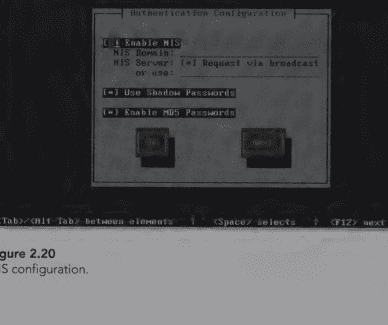 Authentication Configuration
[ ] Enable NIS
NIS Domain:
NIS Server: [*] Request via broadcast
or use:
[*] Use Shadow Passwords
[*] Enable MD5 Passwords
<Tab>/<Alt-Tab> between elements | <Space> selects | <F12> next
gure 2.20
IS configuration.